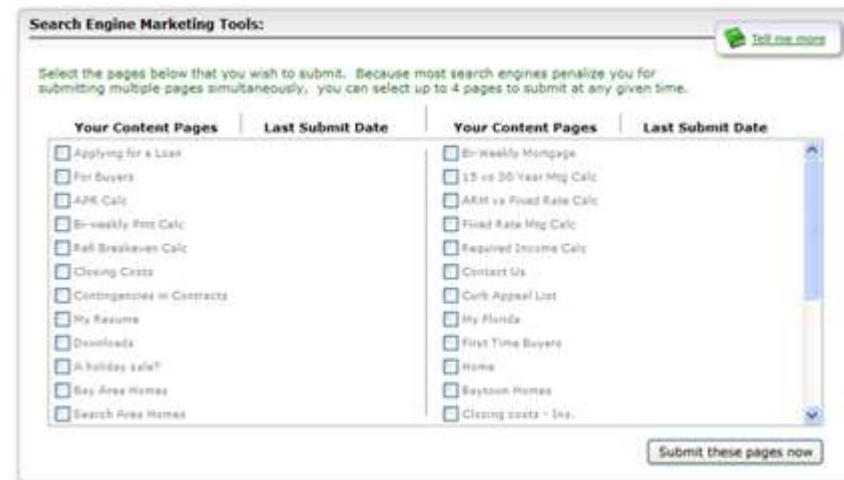 Search Engine Marketing Tools:
Tell me more
Select the pages below that you wish to submit. Because most search engines penalize you for
submitting multiple pages simultaneously, you can select up to 4 pages to submit at any given time.
Your Content Pages Last Submit Date Your Content Pages Last Submit Date
Applying for a Loan Bi-Weekly Mortgage
For Buyers 15 vs 30 Year Mtg Calc
APR Calc ARM vs Fixed Rate Calc
Bi-weekly Pmt Calc Fixed Rate Mtg Calc
Refi Breakeven Calc Required Income Calc
Closing Costs Contact Us
Contingencies in Contracts Curb Appeal List
My Resume My Florida
Downloads First Time Buyers
A holiday sale? Home
Bay Area Homes Baytown Homes
Search Area Homes Closing costs - Ins.
Submit these pages now